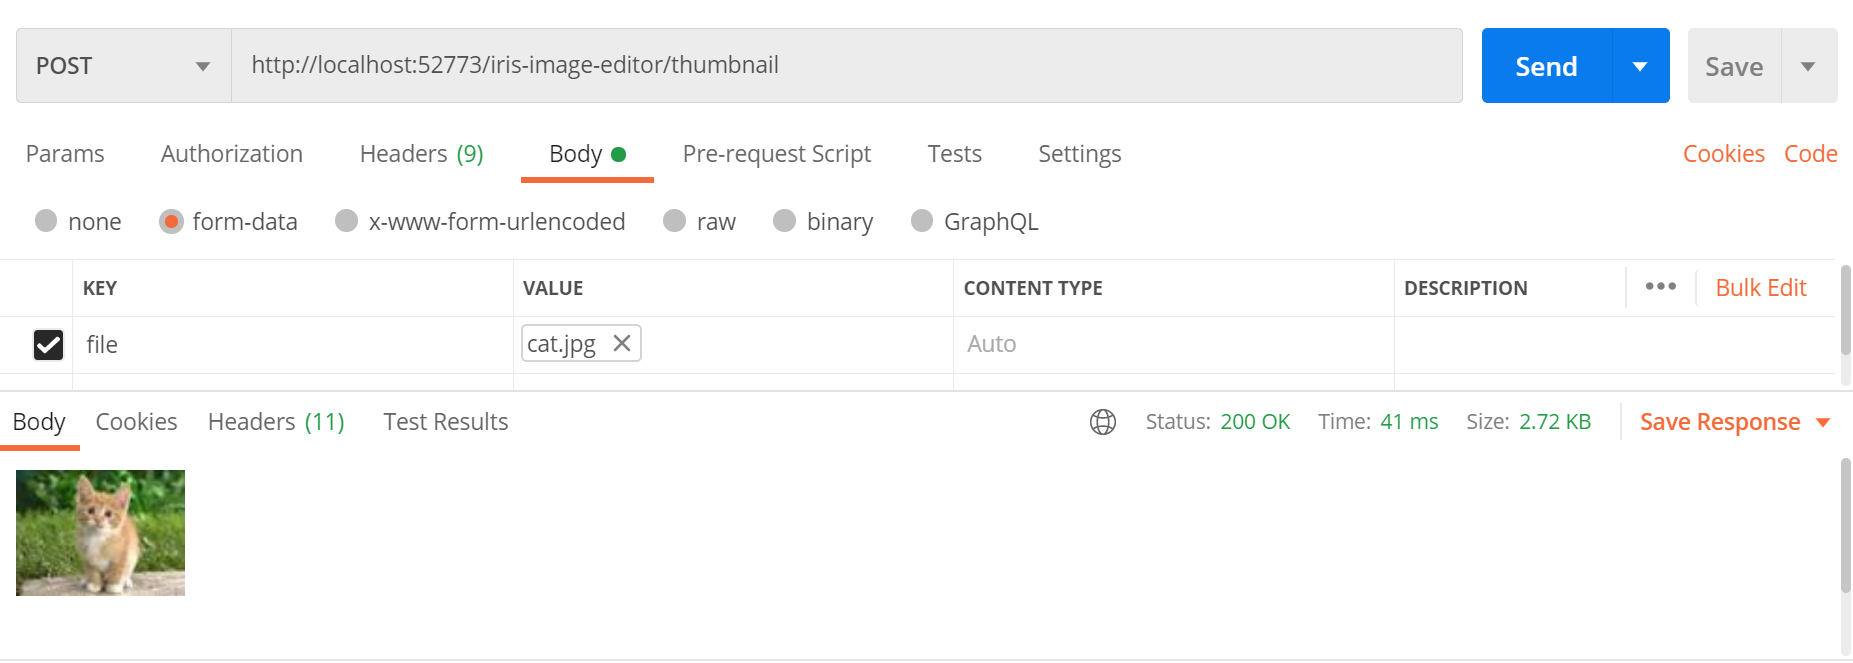 POST http://localhost:52773/iris-image-editor/thumbnail Send Save
Params Authorization Headers (9) Body Pre-request Script Tests Settings Cookies Code
none form-data x-www-form-urlencoded raw binary GraphQL
KEY VALUE CONTENT TYPE DESCRIPTION ••• Bulk Edit
file cat.jpg Auto
Body Cookies Headers (11) Test Results Status: 200 OK Time: 41 ms Size: 2.72 KB Save Response